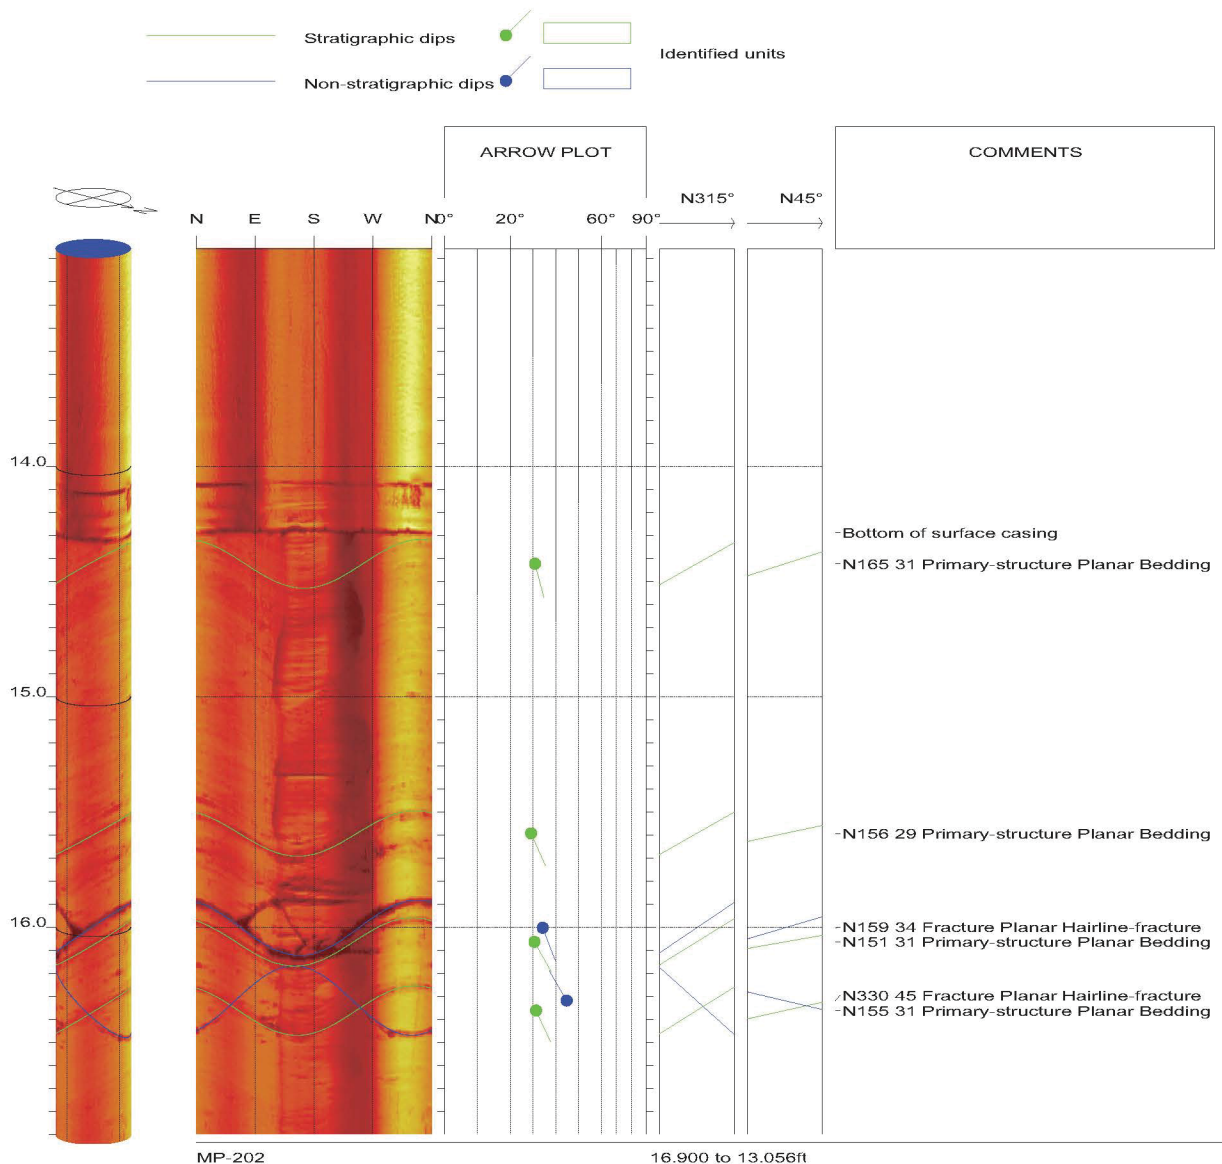 Stratigraphic dips
Identified units
Non-stratigraphic dips
ARROW PLOT
COMMENTS
N
N315°
N45°
N E S W N 0° 20° 60° 90°
14.0
Bottom of surface casing
N165 31 Primary-structure Planar Bedding
15.0
N156 29 Primary-structure Planar Bedding
16.0
N159 34 Fracture Planar Hairline-fracture
N151 31 Primary-structure Planar Bedding
N330 45 Fracture Planar Hairline-fracture
N155 31 Primary-structure Planar Bedding
MP-202
16.900 to 13.056ft